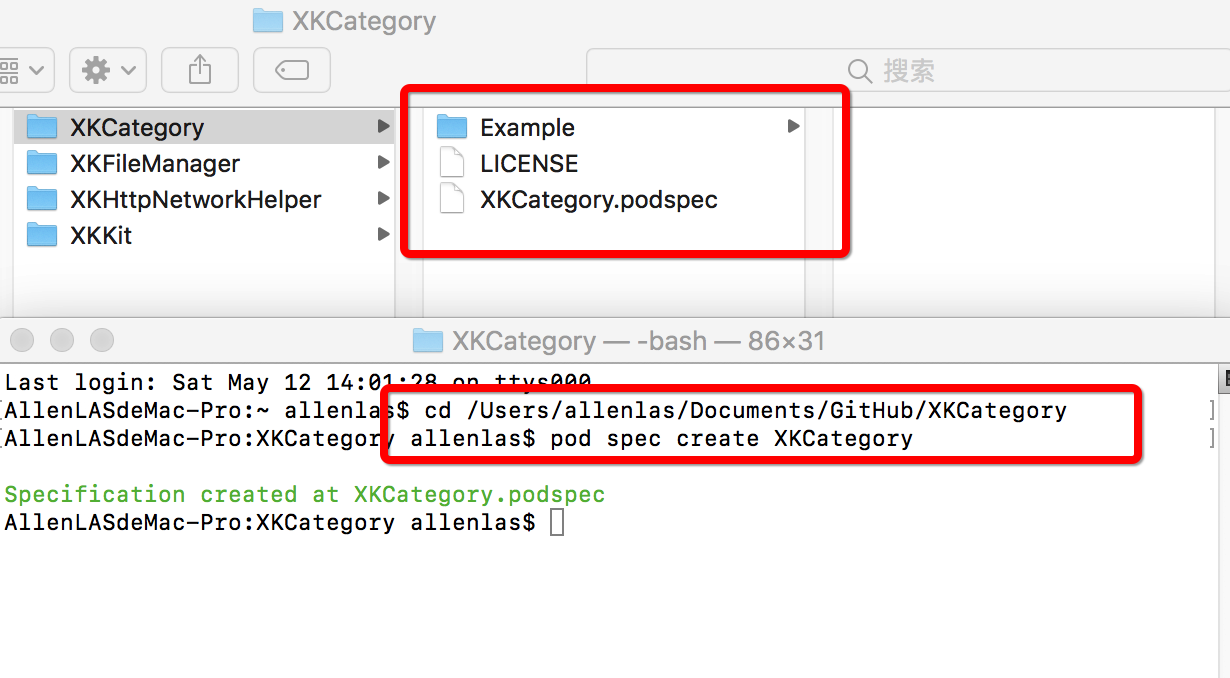 XKCategory
搜索
XKCategory
XKFileManager
XKHttpNetworkHelper
XKKit
Example
LICENSE
XKCategory.podspec
XKCategory — -bash — 86×31
Last login: Sat May 12 14:01:28 on ttys000
[AllenLASdeMac-Pro:~ allenlas$ cd /Users/allenlas/Documents/GitHub/XKCategory ]
[AllenLASdeMac-Pro:XKCategory allenlas$ pod spec create XKCategory ]
Specification created at XKCategory.podspec
AllenLASdeMac-Pro:XKCategory allenlas$